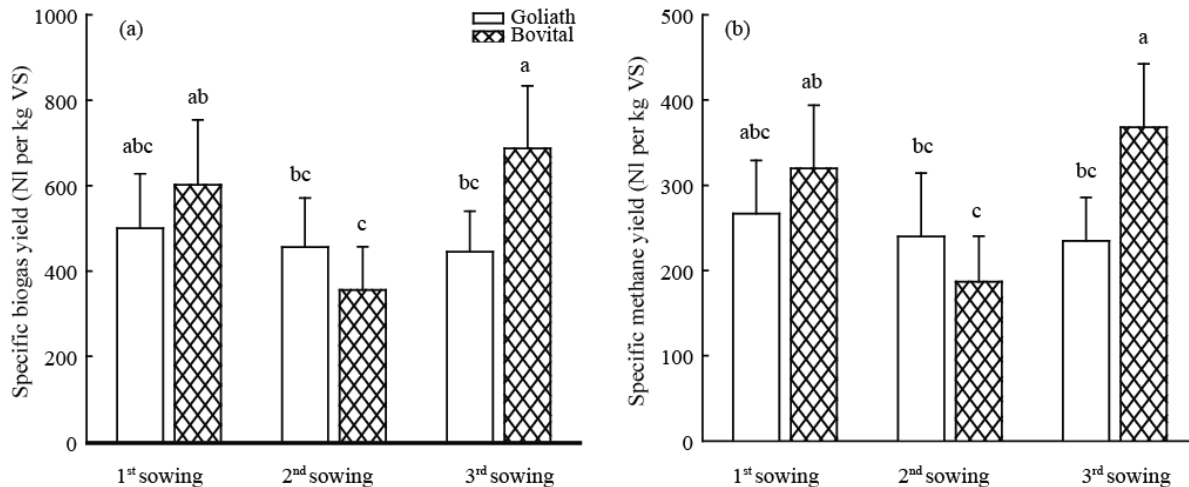 (a)
Goliath
Bovital
Specific biogas yield (Nl per kg VS)
1000
800
600
400
200
0
abc
ab
bc
c
bc
a
1st sowing
2nd sowing
3rd sowing
(b)
Specific methane yield (Nl per kg VS)
500
400
300
200
100
0
abc
ab
bc
c
bc
a
1st sowing
2nd sowing
3rd sowing